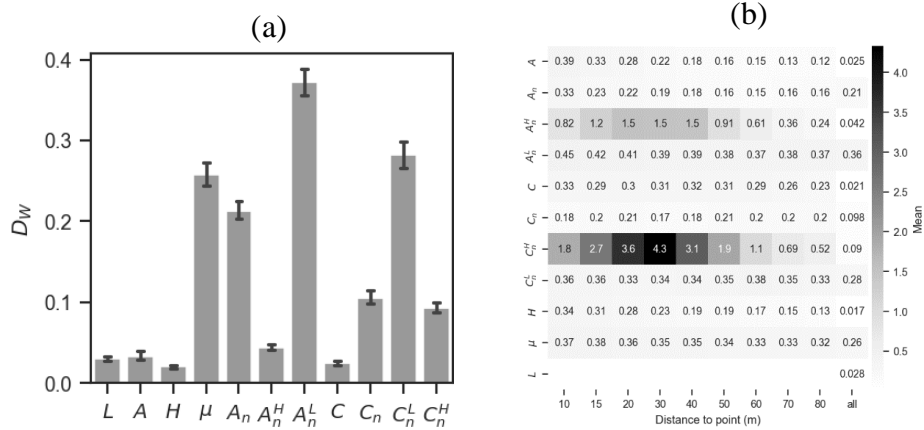 (a)
(b)
0.4
0.3
0.2
0.1
0.0
D_W
L A H μ A_n A_n^H A_n^L C C_n C_n^L C_n^H
A 0.39 0.33 0.28 0.22 0.18 0.16 0.15 0.13 0.12 0.025
A_n 0.33 0.23 0.22 0.19 0.18 0.16 0.15 0.16 0.16 0.21
A_n^H 0.82 1.2 1.5 1.5 1.5 0.91 0.61 0.36 0.24 0.042
A_n^L 0.45 0.42 0.41 0.39 0.39 0.38 0.37 0.38 0.37 0.36
C 0.33 0.29 0.3 0.31 0.32 0.31 0.29 0.26 0.23 0.021
C_n 0.18 0.2 0.21 0.17 0.18 0.21 0.2 0.2 0.2 0.098
C_n^H 1.8 2.7 3.6 4.3 3.1 1.9 1.1 0.69 0.52 0.09
C_n^L 0.36 0.36 0.33 0.34 0.34 0.35 0.38 0.35 0.33 0.28
H 0.34 0.31 0.28 0.23 0.19 0.19 0.17 0.15 0.13 0.017
μ 0.37 0.38 0.36 0.35 0.35 0.34 0.33 0.33 0.32 0.26
L 0.028
10 15 20 30 40 50 60 70 80 all
Distance to point (m)
4.0
3.5
3.0
2.5
2.0
1.5
1.0
0.5
Mean